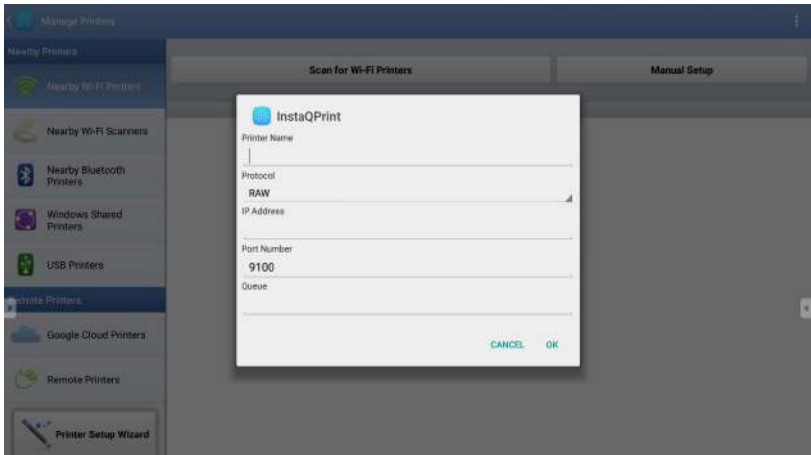 Manage Printers
Nearby Printers
Nearby Wi-Fi Printers
Nearby Wi-Fi Scanners
Nearby Bluetooth
Printers
Windows Shared
Printers
USB Printers
Remote Printers
Google Cloud Printers
Remote Printers
Printer Setup Wizard
Scan for Wi-Fi Printers
Manual Setup
InstaQPrint
Printer Name
Protocol
RAW
IP Address
Port Number
9100
Queue
CANCEL
OK